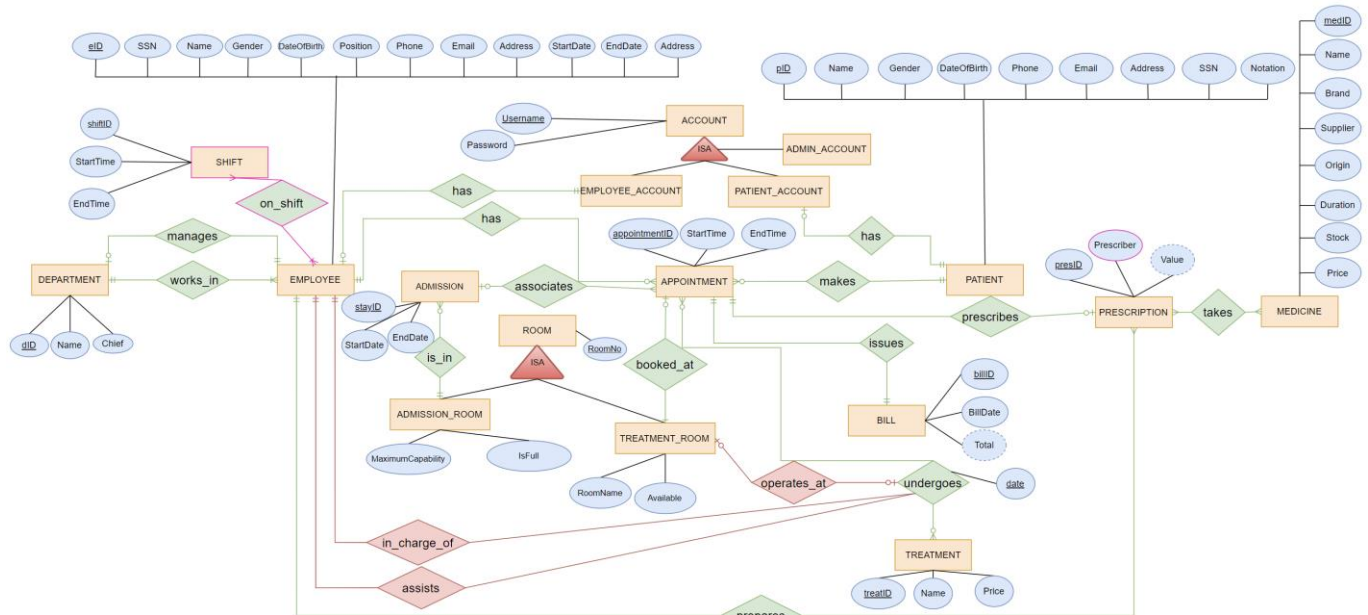 eID SSN Name Gender DateOfBirth Position Phone Email Address StartDate EndDate Address
pID Name Gender DateOfBirth Phone Email Address SSN Notation
medID
Name
Brand
Supplier
Origin
Duration
Stock
Price
shiftID
StartTime
EndTime
SHIFT
on_shift
Username
Password
ACCOUNT
ISA
ADMIN_ACCOUNT
EMPLOYEE_ACCOUNT
PATIENT_ACCOUNT
has
has
has
manages
works_in
DEPARTMENT
EMPLOYEE
dID Name Chief
ADMISSION
stayID
StartDate
EndDate
associates
appointmentID StartTime EndTime
APPOINTMENT
makes
PATIENT
prescribes
presID
Prescriber
Value
PRESCRIPTION
takes
MEDICINE
is_in
ROOM
RoomNo
ISA
booked_at
issues
BILL
billID
BillDate
Total
ADMISSION_ROOM
MaximumCapability
IsFull
TREATMENT_ROOM
RoomName
Available
operates_at
undergoes
date
in_charge_of
assists
TREATMENT
treatID Name Price
prepares